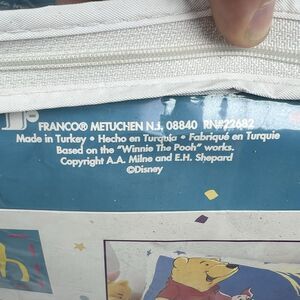 FRANCO® METUCHEN N.J. 08840 RN#22682
Made in Turkey • Hecho en Turquía • Fabriqué en Turquie
Based on the "Winnie The Pooh" works.
Copyright A.A. Milne and E.H. Shepard
©Disney